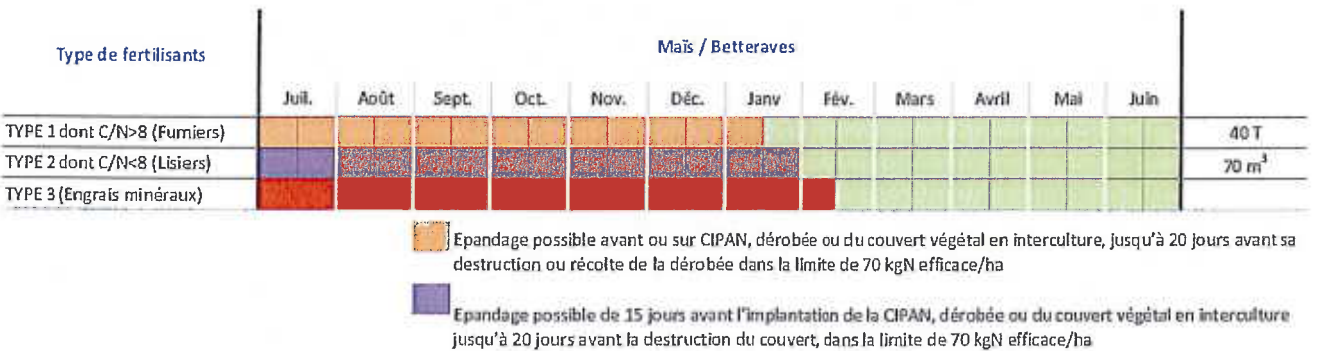 Maïs / Betteraves
Type de fertilisants
Juil. Août Sept. Oct. Nov. Déc. Janv Fév. Mars Avril Mai Juin
TYPE 1 dont C/N>8 (Fumiers) 40 T
TYPE 2 dont C/N<8 (Lisiers) 70 m³
TYPE 3 (Engrais minéraux)
Epandage possible avant ou sur CIPAN, dérobée ou du couvert végétal en interculture, jusqu'à 20 jours avant sa
destruction ou récolte de la dérobée dans la limite de 70 kgN efficace/ha
Epandage possible de 15 jours avant l'implantation de la CIPAN, dérobée ou du couvert végétal en interculture
jusqu'à 20 jours avant la destruction du couvert, dans la limite de 70 kgN efficace/ha